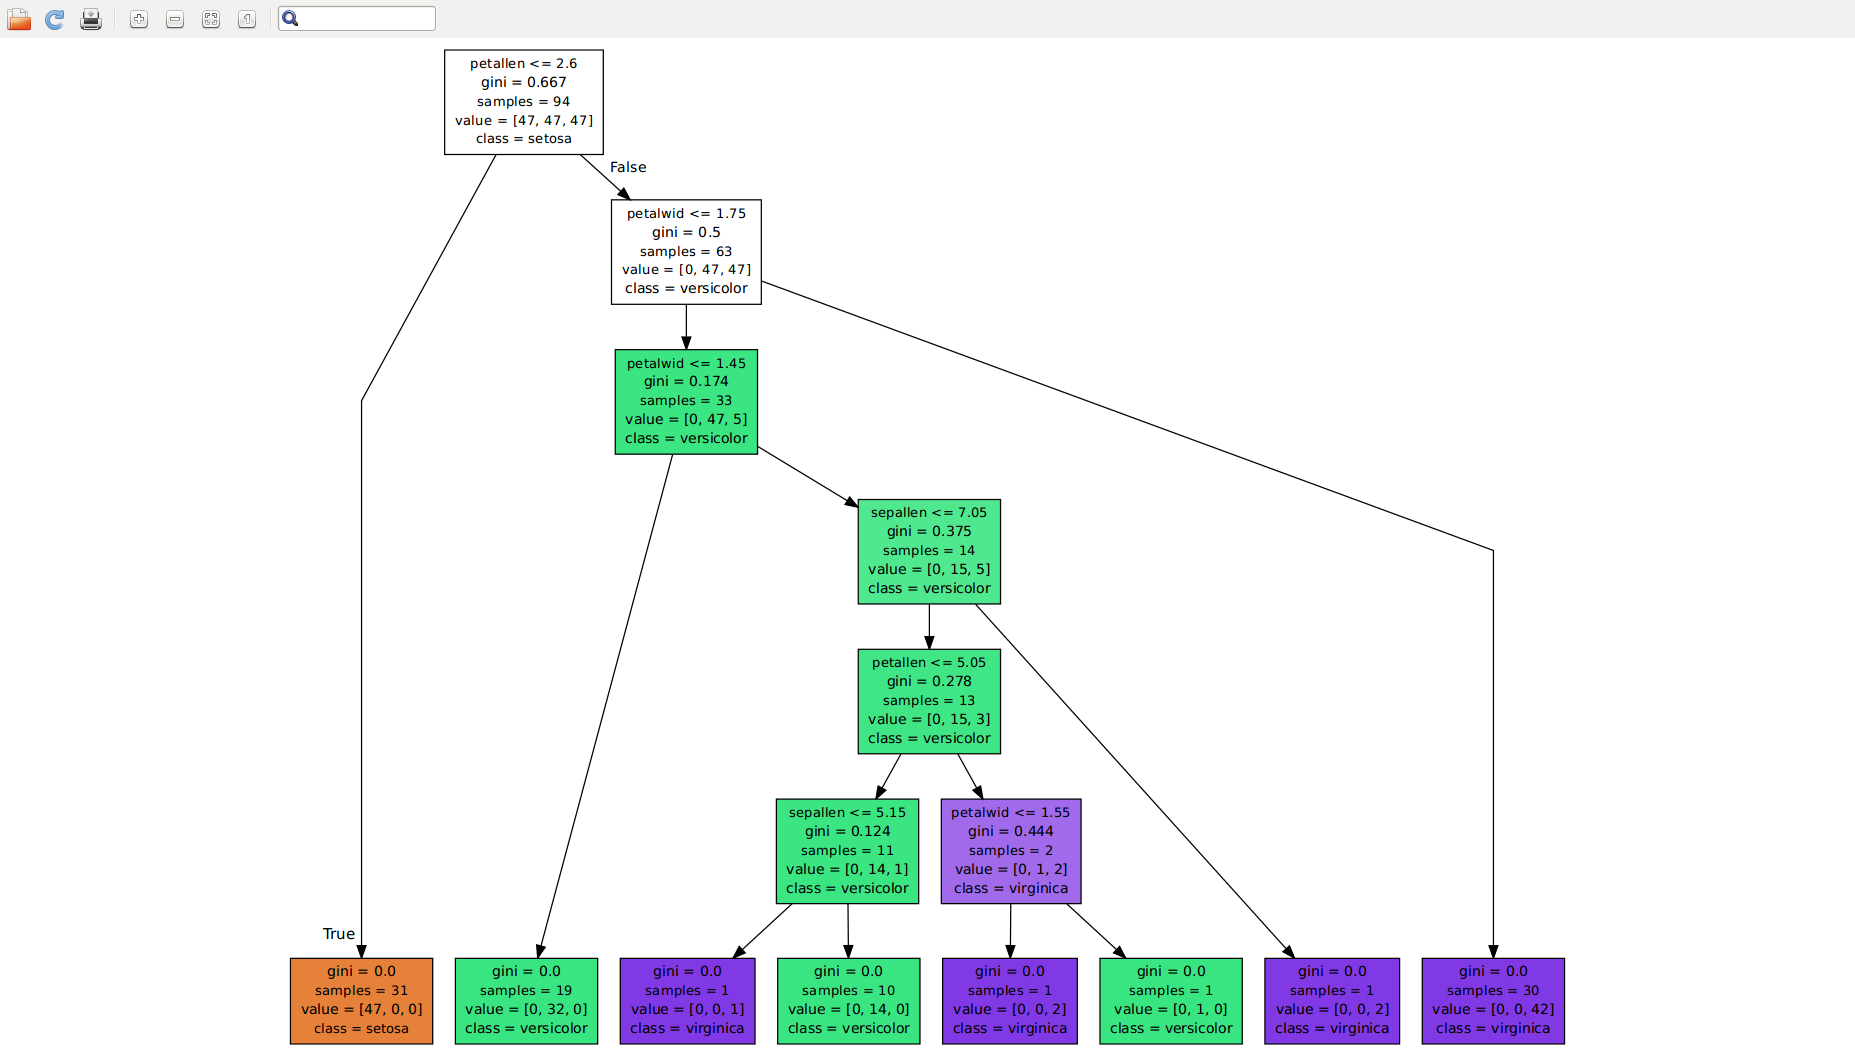 1
petallen <= 2.6
gini = 0.667
samples = 94
value = [47, 47, 47]
class = setosa
False
petalwid <= 1.75
gini = 0.5
samples = 63
value = [0, 47, 47]
class = versicolor
petalwid <= 1.45
gini = 0.174
samples = 33
value = [0, 47, 5]
class = versicolor
sepallen <= 7.05
gini = 0.375
samples = 14
value = [0, 15, 5]
class = versicolor
petallen <= 5.05
gini = 0.278
samples = 13
value = [0, 15, 3]
class = versicolor
sepallen <= 5.15
gini = 0.124
samples = 11
value = [0, 14, 1]
class = versicolor
petalwid <= 1.55
gini = 0.444
samples = 2
value = [0, 1, 2]
class = virginica
True
gini = 0.0
samples = 31
value = [47, 0, 0]
class = setosa
gini = 0.0
samples = 19
value = [0, 32, 0]
class = versicolor
gini = 0.0
samples = 1
value = [0, 0, 1]
class = virginica
gini = 0.0
samples = 10
value = [0, 14, 0]
class = versicolor
gini = 0.0
samples = 1
value = [0, 0, 2]
class = virginica
gini = 0.0
samples = 1
value = [0, 1, 0]
class = versicolor
gini = 0.0
samples = 1
value = [0, 0, 2]
class = virginica
gini = 0.0
samples = 30
value = [0, 0, 42]
class = virginica